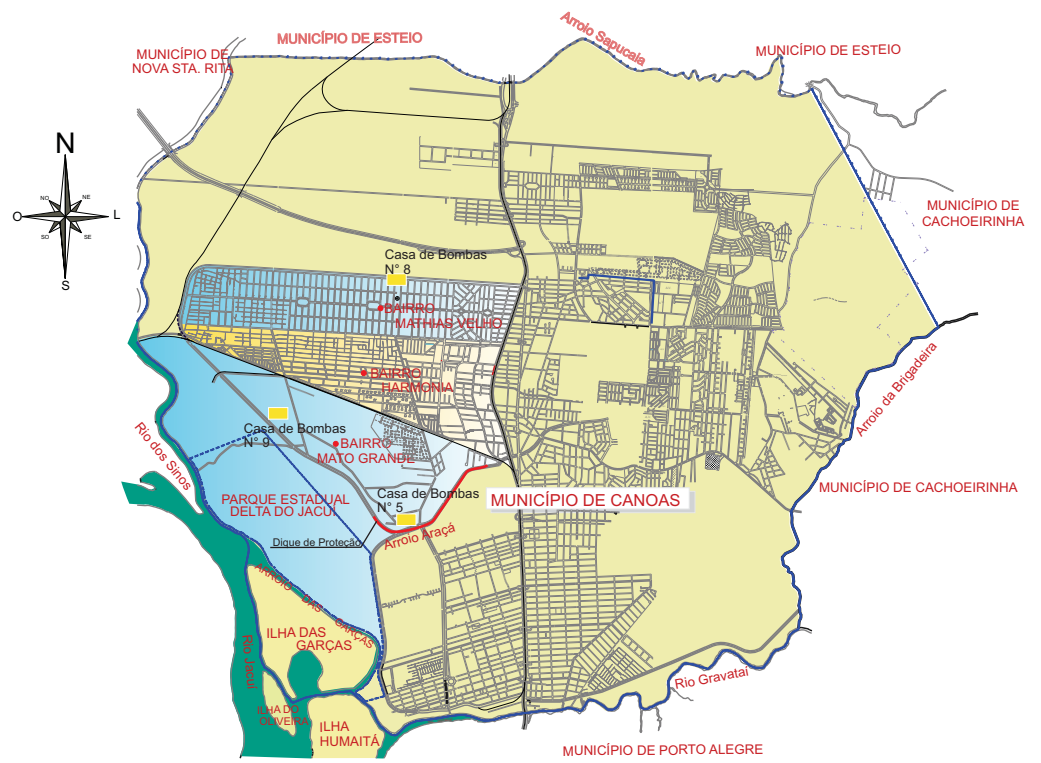 Arroio Sapucaia
MUNICÍPIO DE ESTEIO
MUNICÍPIO DE ESTEIO
MUNICÍPIO DE
NOVA STA. RITA
N
NO
NE
O
L
SO
SE
S
MUNICÍPIO DE
CACHOEIRINHA
Casa de Bombas
N° 8
BAIRRO
MATHIAS VELHO
BAIRRO
HARMONIA
Arroio da Brigadeira
Casa de Bombas
N° 9
BAIRRO
MATO GRANDE
Rio dos Sinos
PARQUE ESTADUAL
DELTA DO JACUÍ
Casa de Bombas
N° 5
MUNICÍPIO DE CANOAS
MUNICÍPIO DE CACHOEIRINHA
Dique de Proteção
Arroio Araçá
ARROIO DAS GARÇAS
ILHA DAS
GARÇAS
Rio Jacuí
Rio Gravataí
ILHA DO
OLIVEIRA
ILHA
HUMAITÁ
MUNICÍPIO DE PORTO ALEGRE